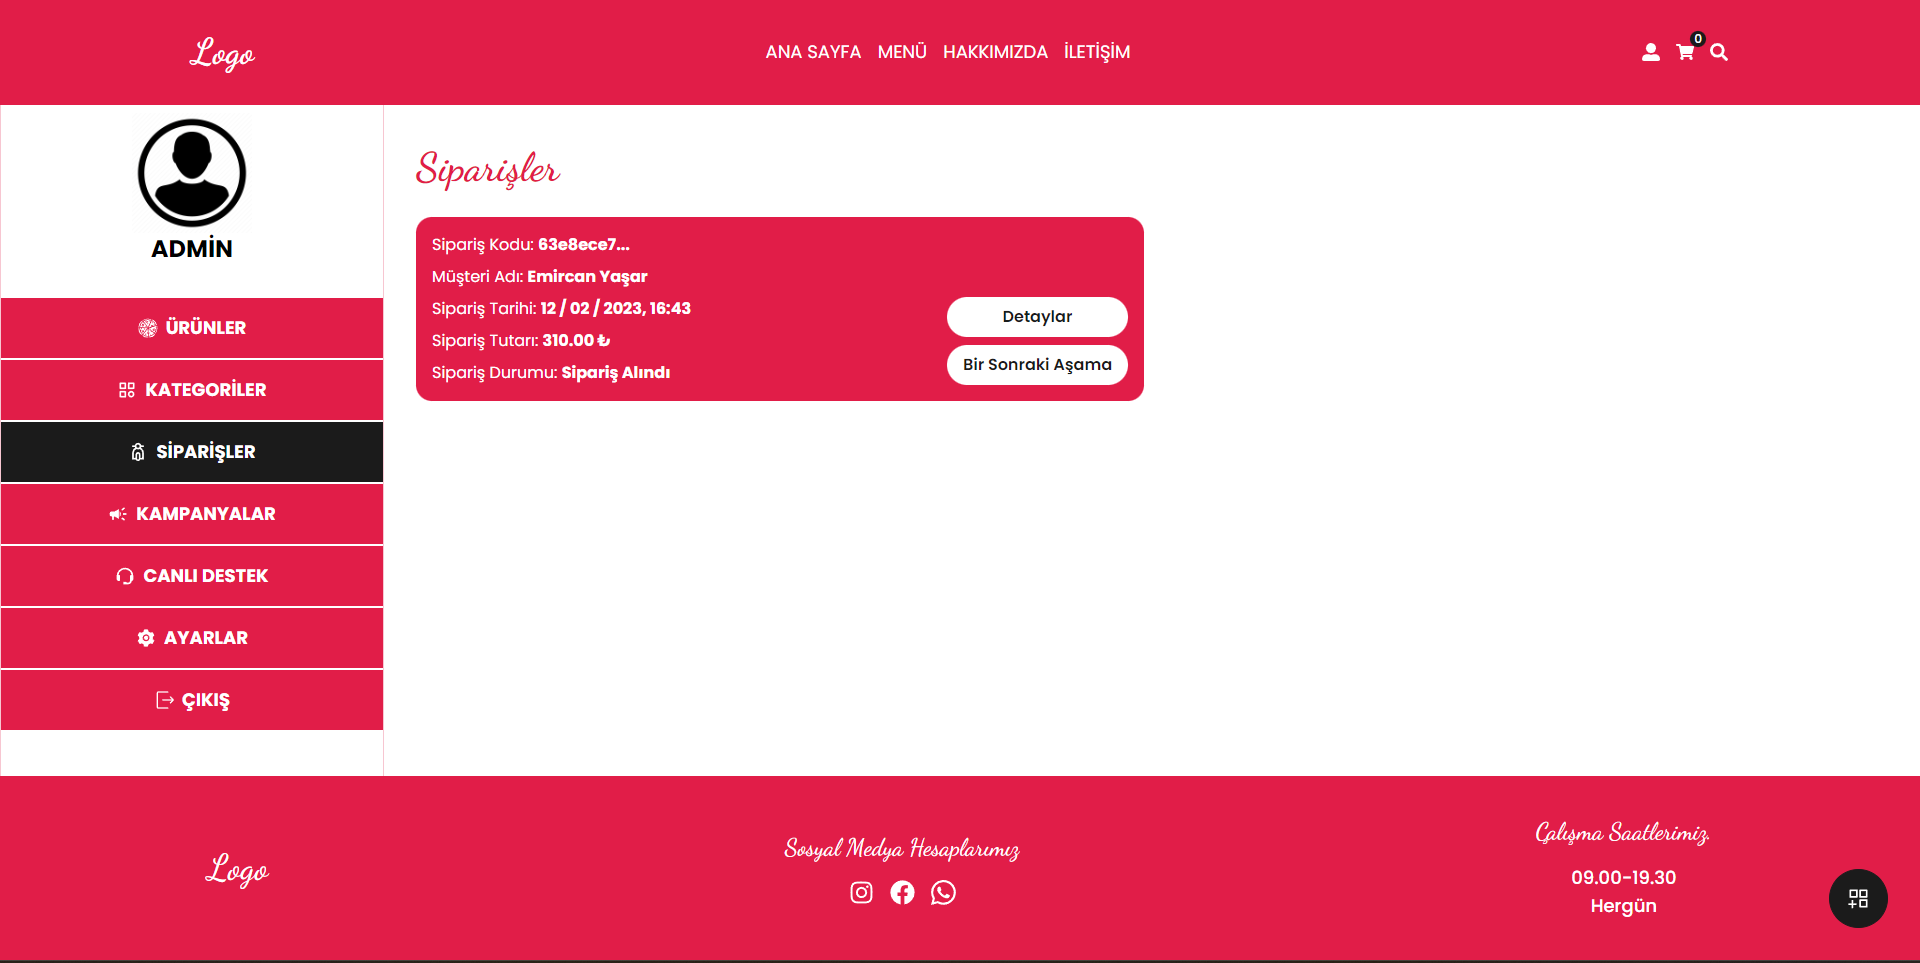 Logo
ANA SAYFA MENÜ HAKKIMIZDA İLETİŞİM
0
ADMİN
ÜRÜNLER
KATEGORİLER
SİPARİŞLER
KAMPANYALAR
CANLI DESTEK
AYARLAR
ÇIKIŞ
Siparişler
Sipariş Kodu: 63e8ece7...
Müşteri Adı: Emircan Yaşar
Sipariş Tarihi: 12 / 02 / 2023, 16:43
Sipariş Tutarı: 310.00 ₺
Sipariş Durumu: Sipariş Alındı
Detaylar
Bir Sonraki Aşama
Logo
Sosyal Medya Hesaplarımız
Çalışma Saatlerimiz.
09.00-19.30
Hergün